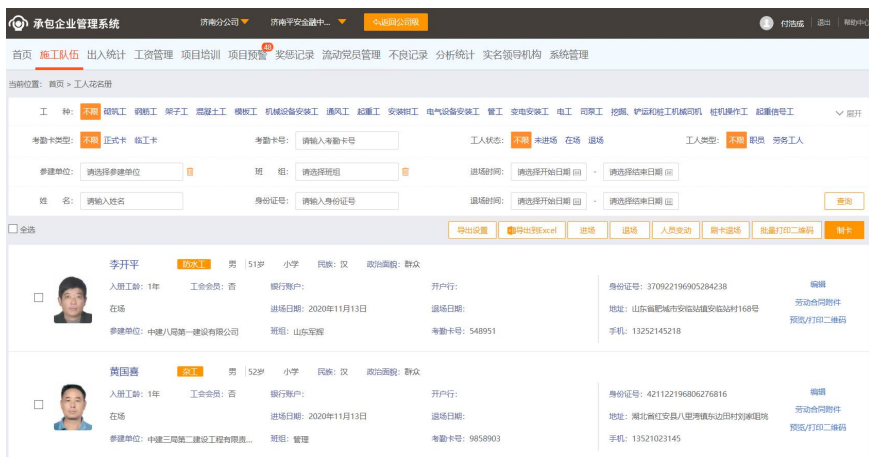 承包企业管理系统 济南分公司 济南平安金融中... 返回公司级 付浩成 退出 帮助中心
首页 施工队伍 出入统计 工资管理 项目培训 项目预警 48 奖惩记录 流动党员管理 不良记录 分析统计 实名领导机构 系统管理
当前位置: 首页 > 工人花名册
工 种: 不限 砌筑工 钢筋工 架子工 混凝土工 模板工 机械设备安装工 通风工 起重工 安装钳工 电气设备安装工 管工 变电安装工 电工 司泵工 挖掘、铲运和桩工机械司机 桩机操作工 起重信号工 展开
考勤卡类型: 不限 正式卡 临工卡 考勤卡号: 请输入考勤卡号 工人状态: 不限 未进场 在场 退场 工人类型: 不限 职员 劳务工人
参建单位: 请选择参建单位 班 组: 请选择班组 进场时间: 请选择开始日期 - 请选择结束日期
姓 名: 请输入姓名 身份证号: 请输入身份证号 退场时间: 请选择开始日期 - 请选择结束日期 查询
全选 导出设置 导出到Excel 进场 退场 人员变动 刷卡退场 批量打印二维码 制卡
李开平 防水工 男 51岁 小学 民族: 汉 政治面貌: 群众
入册工龄: 1年 工会会员: 否 银行账户: 开户行: 身份证号: 370922196905284238 编辑
在场 进场日期: 2020年11月13日 退场日期: 地址: 山东省肥城市安临站镇安临站村168号 劳动合同附件
参建单位: 中建八局第一建设有限公司 班组: 山东军辉 考勤卡号: 548951 手机: 13252145218 预览/打印二维码
黄国喜 杂工 男 52岁 小学 民族: 汉 政治面貌: 群众
入册工龄: 1年 工会会员: 否 银行账户: 开户行: 身份证号: 421122196806276816 编辑
在场 进场日期: 2020年11月13日 退场日期: 地址: 湖北省红安县八里湾镇东边田村刘家咀垸 劳动合同附件
参建单位: 中建三局第二建设工程有限责... 班组: 管理 考勤卡号: 9858903 手机: 13521023145 预览/打印二维码